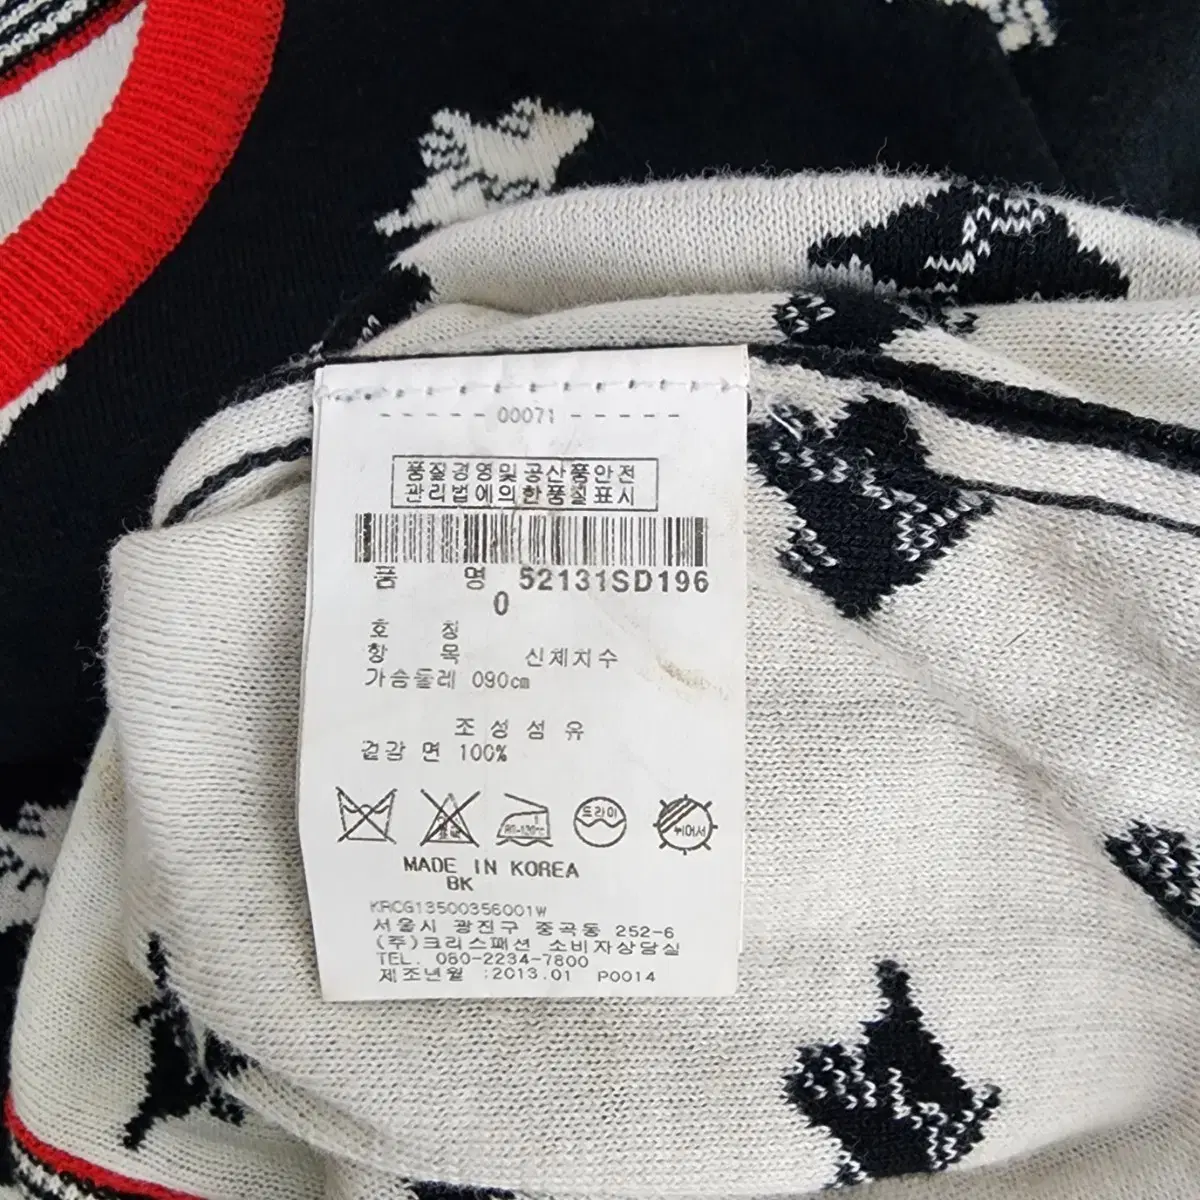 - - - - - - 00071 - - - - - -
품질경영및공산품안전
관리법에의한품질표시
품 명 52131SD196
0
호 칭
항 목 신체치수
가슴둘레 090cm
조성섬유
겉감 면 100%
드라이
뉘어서
MADE IN KOREA
BK
KRCG13500356001W
서울시 광진구 중곡동 252-6
(주)크리스패션 소비자상담실
TEL. 080-2234-7800
제조년월 :2013.01 P0014